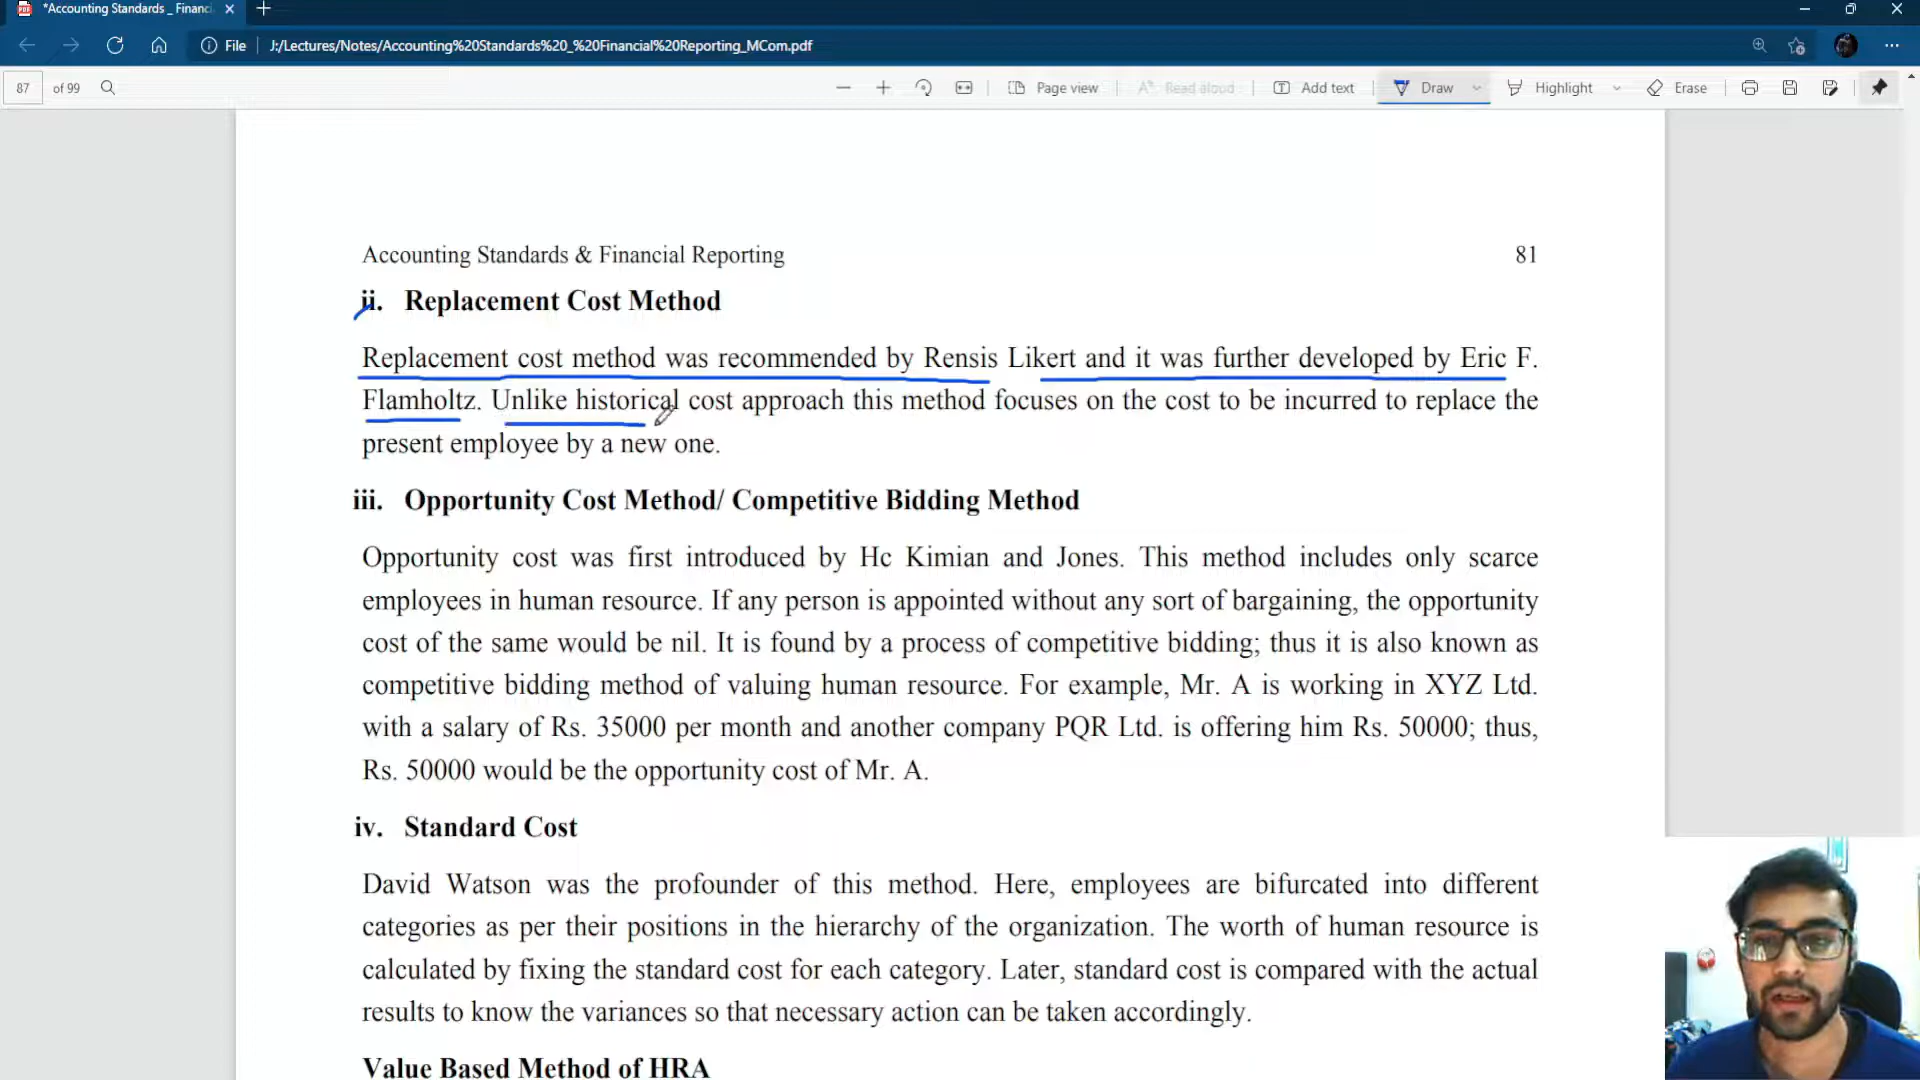 *Accounting Standards _ Financi
File
J:/Lectures/Notes/Accounting%20Standards%20_%20Financial%20Reporting_MCom.pdf
87 of 99
Page view
Read aloud
Add text
Draw
Highlight
Erase
Accounting Standards & Financial Reporting 81
ii. Replacement Cost Method
Replacement cost method was recommended by Rensis Likert and it was further developed by Eric F.
Flamholtz. Unlike historical cost approach this method focuses on the cost to be incurred to replace the
present employee by a new one.
iii. Opportunity Cost Method/ Competitive Bidding Method
Opportunity cost was first introduced by Hc Kimian and Jones. This method includes only scarce
employees in human resource. If any person is appointed without any sort of bargaining, the opportunity
cost of the same would be nil. It is found by a process of competitive bidding; thus it is also known as
competitive bidding method of valuing human resource. For example, Mr. A is working in XYZ Ltd.
with a salary of Rs. 35000 per month and another company PQR Ltd. is offering him Rs. 50000; thus,
Rs. 50000 would be the opportunity cost of Mr. A.
iv. Standard Cost
David Watson was the profounder of this method. Here, employees are bifurcated into different
categories as per their positions in the hierarchy of the organization. The worth of human resource is
calculated by fixing the standard cost for each category. Later, standard cost is compared with the actual
results to know the variances so that necessary action can be taken accordingly.
Value Based Method of HRA